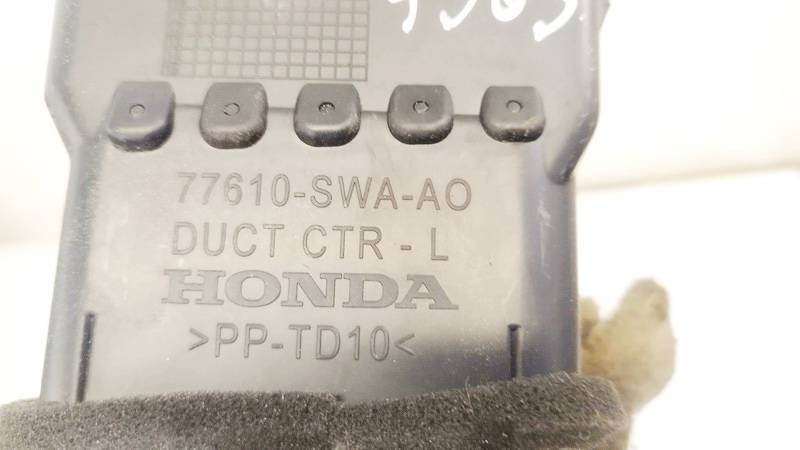 77610-SWA-AO
DUCT CTR - L
HONDA
>PP-TD10<